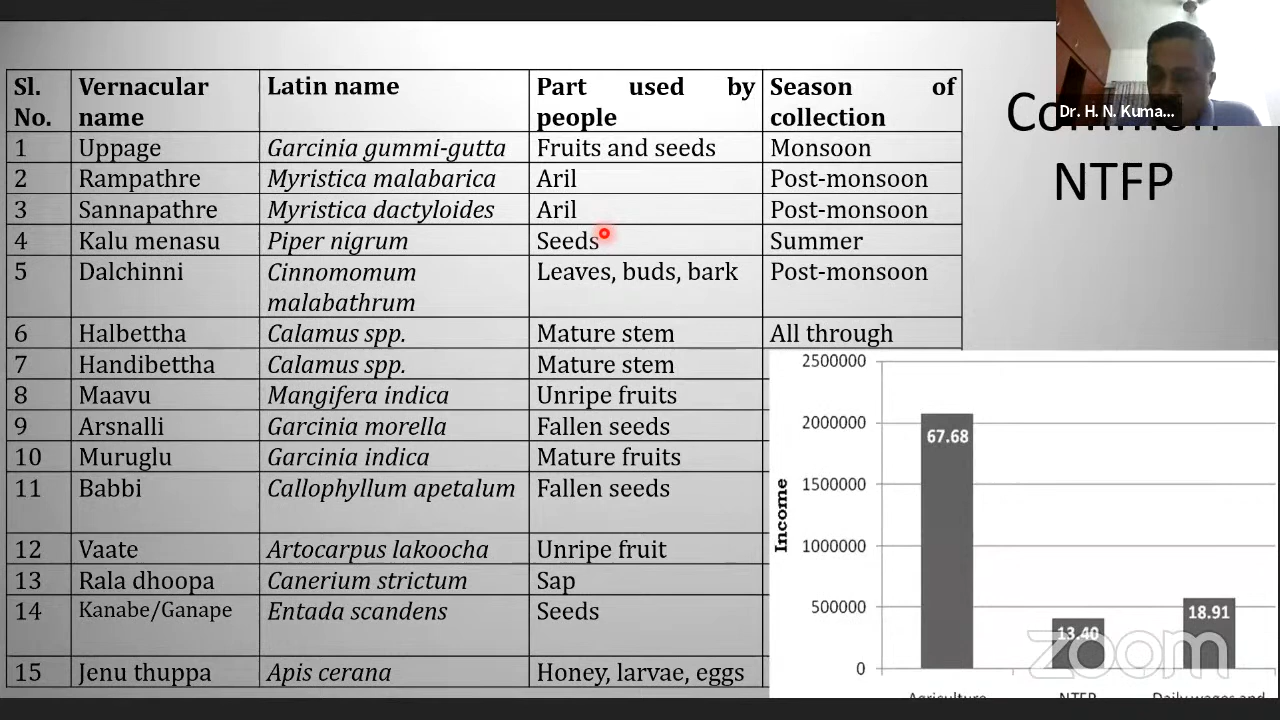 Sl. No. Vernacular name Latin name Part used by people Season of collection
1 Uppage Garcinia gummi-gutta Fruits and seeds Monsoon
2 Rampathre Myristica malabarica Aril Post-monsoon
3 Sannapathre Myristica dactyloides Aril Post-monsoon
4 Kalu menasu Piper nigrum Seeds Summer
5 Dalchinni Cinnomomum malabathrum Leaves, buds, bark Post-monsoon
6 Halbettha Calamus spp. Mature stem All through
7 Handibettha Calamus spp. Mature stem
8 Maavu Mangifera indica Unripe fruits
9 Arsnalli Garcinia morella Fallen seeds
10 Muruglu Garcinia indica Mature fruits
11 Babbi Callophyllum apetalum Fallen seeds
12 Vaate Artocarpus lakoocha Unripe fruit
13 Rala dhoopa Canerium strictum Sap
14 Kanabe/Ganape Entada scandens Seeds
15 Jenu thuppa Apis cerana Honey, larvae, eggs
Common
NTFP
Dr. H. N. Kuma...
Income
2500000
2000000
1500000
1000000
500000
0
67.68
13.40
18.91
Agriculture NTFP Daily wages and
zoom